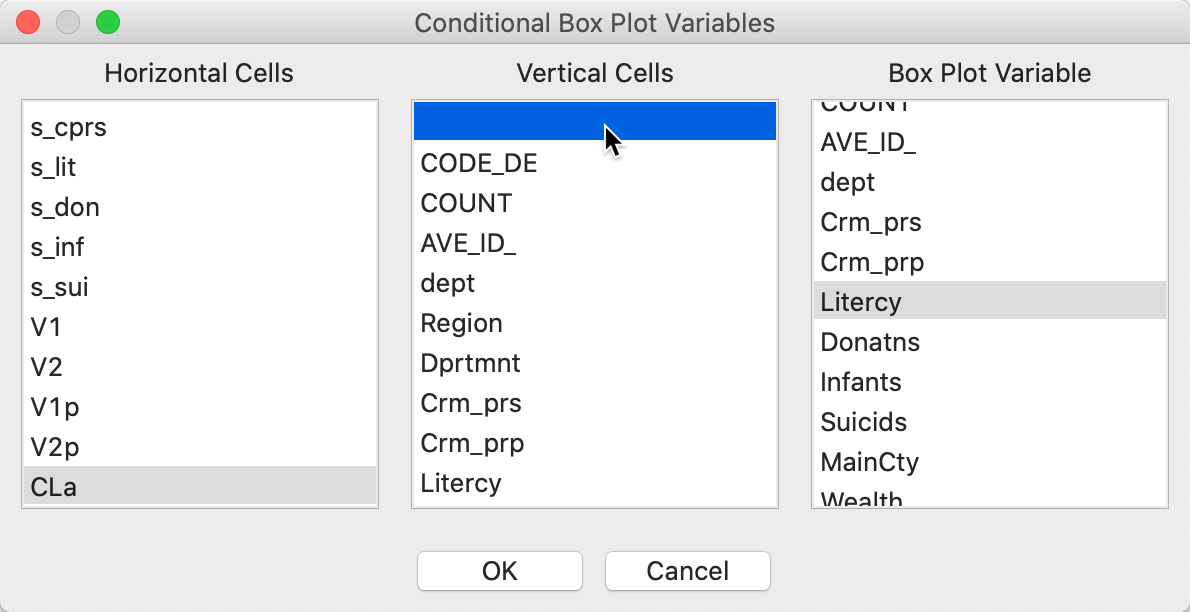 Conditional Box Plot Variables
Horizontal Cells
s_cprs
s_lit
s_don
s_inf
s_sui
V1
V2
V1p
V2p
CLa
Vertical Cells
CODE_DE
COUNT
AVE_ID_
dept
Region
Dprtmnt
Crm_prs
Crm_prp
Litercy
Box Plot Variable
COUNT
AVE_ID_
dept
Crm_prs
Crm_prp
Litercy
Donatns
Infants
Suicids
MainCty
Wealth
OK
Cancel